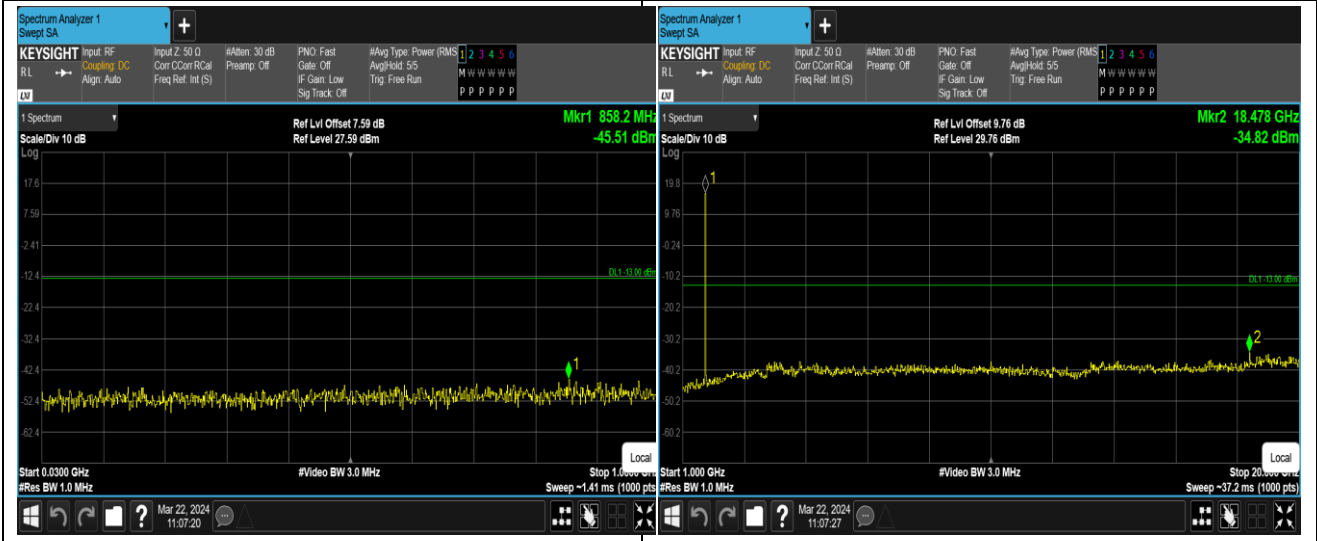 Spectrum Analyzer 1
Swept SA
+
KEYSIGHT Input: RF Input Z: 50 Ω #Atten: 30 dB PNO: Fast #Avg Type: Power (RMS 1 2 3 4 5 6
RL Coupling: DC Corr CCorr RCal Preamp: Off Gate: Off Avg|Hold: 5/5 M W W W W W
Align: Auto Freq Ref: Int (S) IF Gain: Low Trig: Free Run
LXI Sig Track: Off P P P P P P
1 Spectrum Ref Lvl Offset 7.59 dB Mkr1 858.2 MHz
Scale/Div 10 dB Ref Level 27.59 dBm -45.51 dBm
Log
17.6
7.59
-2.41
-12.4 DL1 -13.00 dBm
-22.4
-32.4
-42.4 1
-52.4
-62.4
Local
Start 0.0300 GHz #Video BW 3.0 MHz Stop 1.0000 GHz
#Res BW 1.0 MHz Sweep ~1.41 ms (1000 pts)
? Mar 22, 2024
11:07:20
Spectrum Analyzer 1
Swept SA
+
KEYSIGHT Input: RF Input Z: 50 Ω #Atten: 30 dB PNO: Fast #Avg Type: Power (RMS 1 2 3 4 5 6
RL Coupling: DC Corr CCorr RCal Preamp: Off Gate: Off Avg|Hold: 5/5 M W W W W W
Align: Auto Freq Ref: Int (S) IF Gain: Low Trig: Free Run
LXI Sig Track: Off P P P P P P
1 Spectrum Ref Lvl Offset 9.76 dB Mkr2 18.478 GHz
Scale/Div 10 dB Ref Level 29.76 dBm -34.82 dBm
Log
19.8 1
9.76
-0.24
-10.2 DL1 -13.00 dBm
-20.2
-30.2 2
-40.2
-50.2
-60.2
Local
Start 1.000 GHz #Video BW 3.0 MHz Stop 20.000 GHz
#Res BW 1.0 MHz Sweep ~37.2 ms (1000 pts)
? Mar 22, 2024
11:07:27